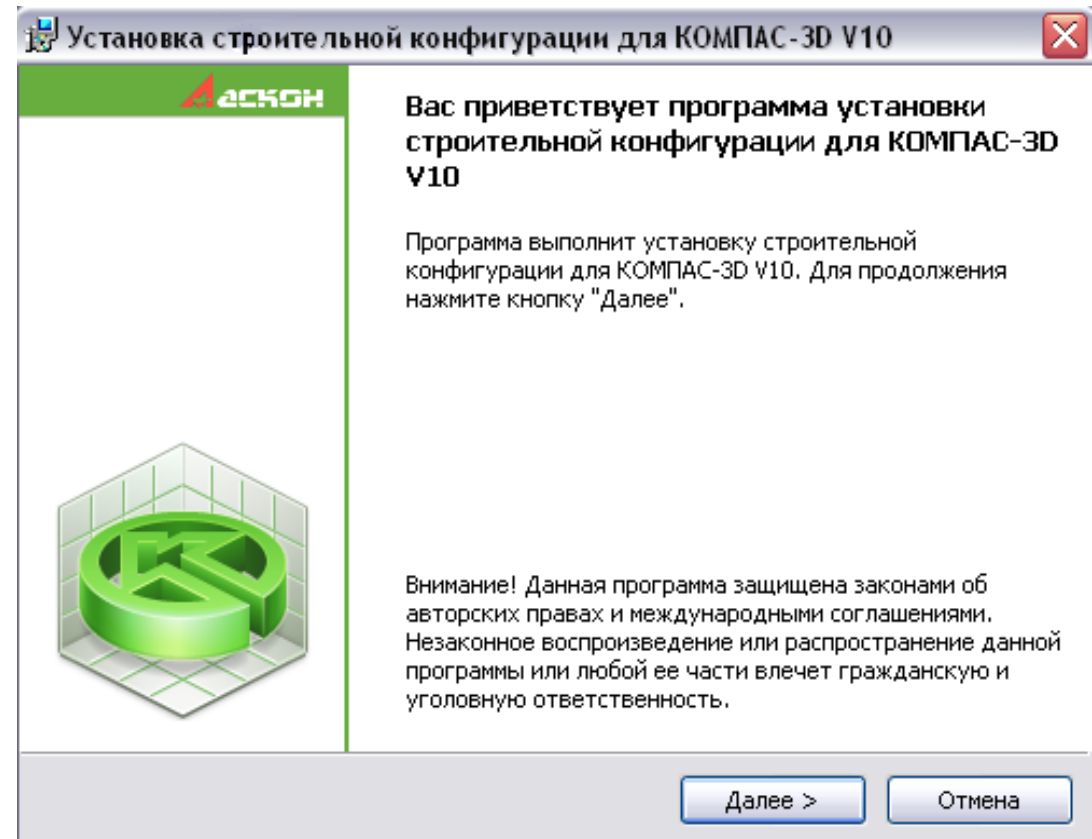 Установка строительной конфигурации для КОМПАС-3D V10
аскон
Вас приветствует программа установки
строительной конфигурации для КОМПАС-3D
V10
Программа выполнит установку строительной
конфигурации для КОМПАС-3D V10. Для продолжения
нажмите кнопку "Далее".
Внимание! Данная программа защищена законами об
авторских правах и международными соглашениями.
Незаконное воспроизведение или распространение данной
программы или любой ее части влечет гражданскую и
уголовную ответственность.
Далее >
Отмена